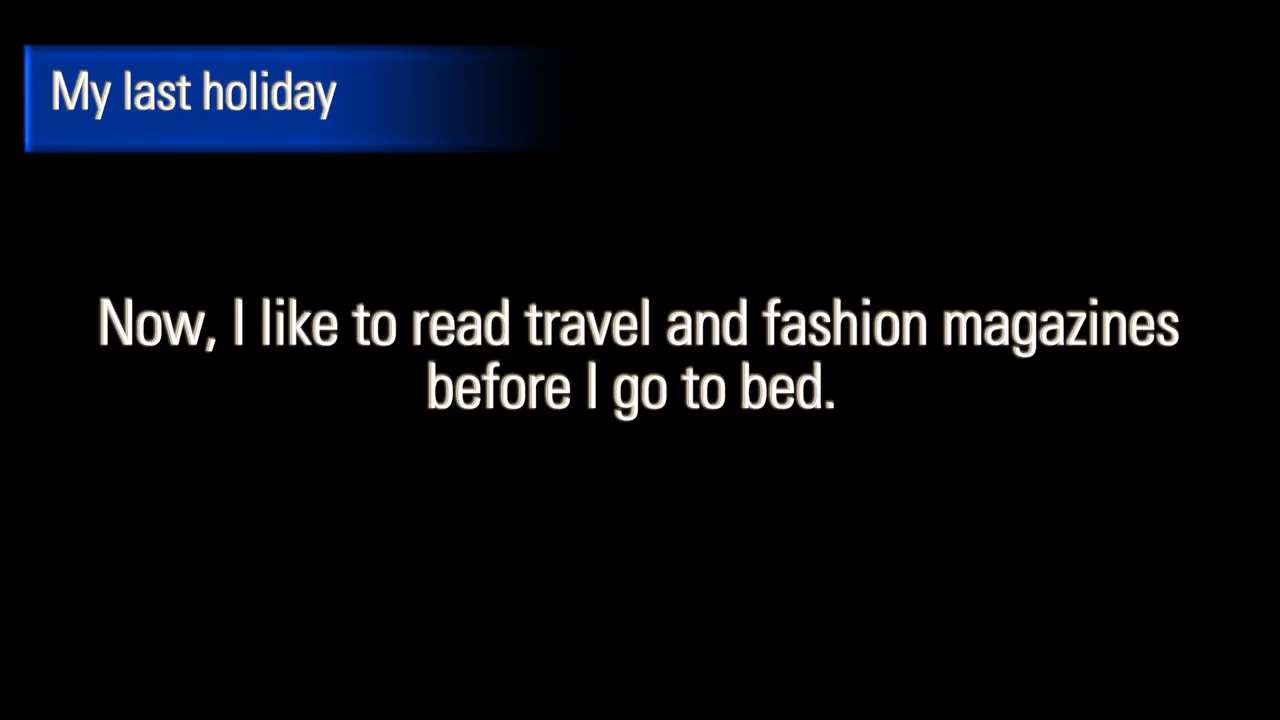 My last holiday
Now, I like to read travel and fashion magazines
before I go to bed.